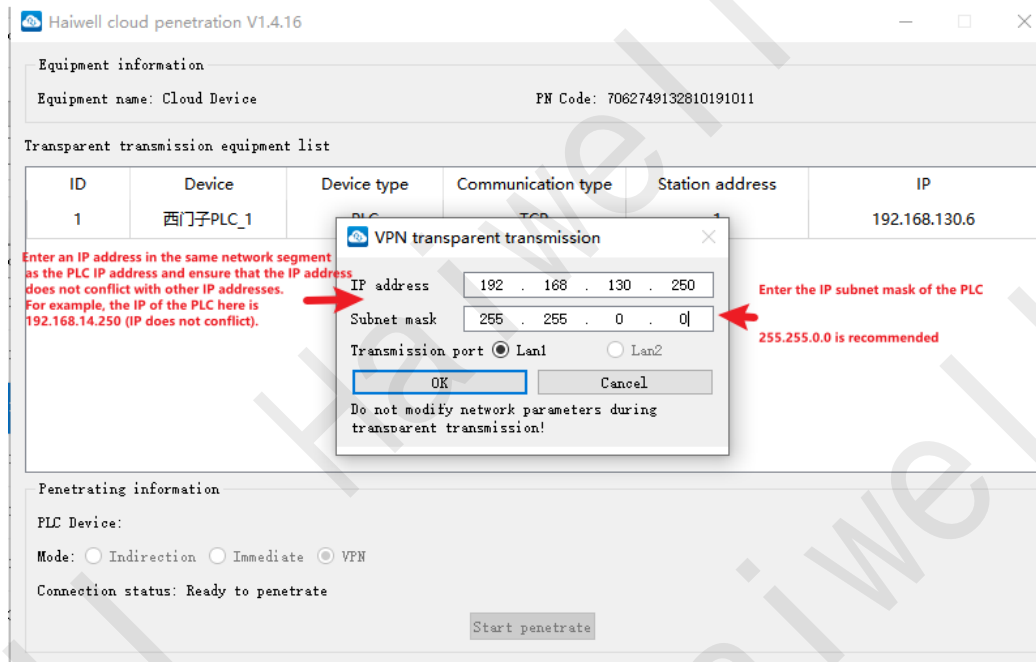 Haiwell cloud penetration V1.4.16
Equipment information
Equipment name: Cloud Device PN Code: 7062749132810191011
Transparent transmission equipment list
ID Device Device type Communication type Station address IP
1 西门子PLC_1 PLC TCP 1 192.168.130.6
VPN transparent transmission
Enter an IP address in the same network segment
as the PLC IP address and ensure that the IP address
does not conflict with other IP addresses.
For example, the IP of the PLC here is
192.168.14.250 (IP does not conflict).
IP address 192 . 168 . 130 . 250
Subnet mask 255 . 255 . 0 . 0
Transmission port Lan1 Lan2
OK Cancel
Do not modify network parameters during
transparent transmission!
Enter the IP subnet mask of the PLC
255.255.0.0 is recommended
Penetrating information
PLC Device:
Mode: Indirection Immediate VPN
Connection status: Ready to penetrate
Start penetrate
Haiwell
Haiwell